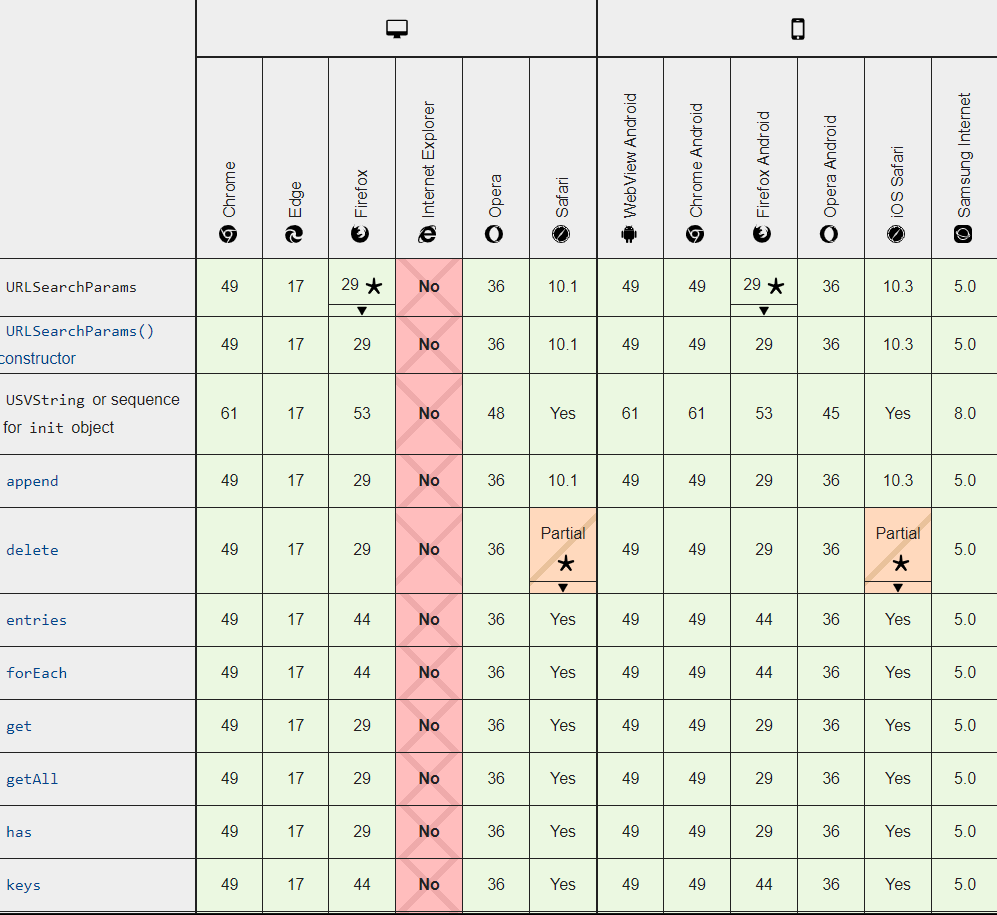 Chrome
Edge
Firefox
Internet Explorer
Opera
Safari
WebView Android
Chrome Android
Firefox Android
Opera Android
iOS Safari
Samsung Internet
URLSearchParams 49 17 29 * No 36 10.1 49 49 29 * 36 10.3 5.0
URLSearchParams()
constructor 49 17 29 No 36 10.1 49 49 29 36 10.3 5.0
USVString or sequence
for init object 61 17 53 No 48 Yes 61 61 53 45 Yes 8.0
append 49 17 29 No 36 10.1 49 49 29 36 10.3 5.0
delete 49 17 29 No 36 Partial * 49 49 29 36 Partial * 5.0
entries 49 17 44 No 36 Yes 49 49 44 36 Yes 5.0
forEach 49 17 44 No 36 Yes 49 49 44 36 Yes 5.0
get 49 17 29 No 36 Yes 49 49 29 36 Yes 5.0
getAll 49 17 29 No 36 Yes 49 49 29 36 Yes 5.0
has 49 17 29 No 36 Yes 49 49 29 36 Yes 5.0
keys 49 17 44 No 36 Yes 49 49 44 36 Yes 5.0